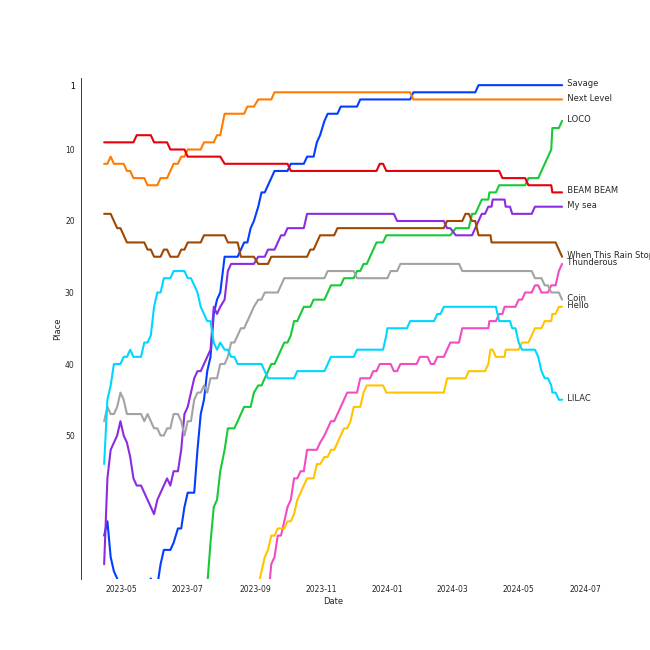 1
Savage
Next Level
LOCO
10
BEAM BEAM
My sea
20
When This Rain Stop
Thunderous
30
Coin
Hello
Place
40
LILAC
50
2023-05
2023-07
2023-09
2023-11
2024-01
2024-03
2024-05
2024-07
Date